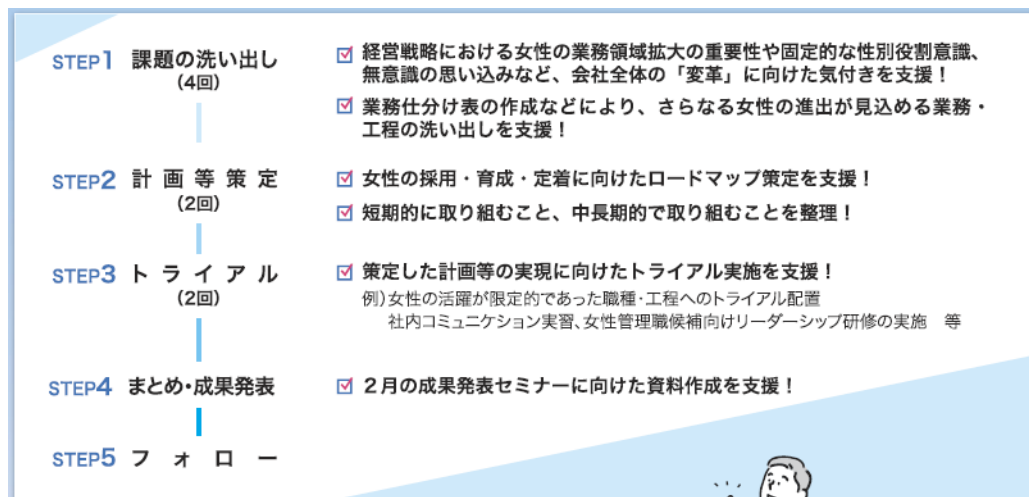 STEP1 課題の洗い出し
(4回)
経営戦略における女性の業務領域拡大の重要性や固定的な性別役割意識、
無意識の思い込みなど、会社全体の「変革」に向けた気付きを支援！
業務仕分け表の作成などにより、さらなる女性の進出が見込める業務・
工程の洗い出しを支援！
STEP2 計画等策定
(2回)
女性の採用・育成・定着に向けたロードマップ策定を支援！
短期的に取り組むこと、中長期的で取り組むことを整理！
STEP3 トライアル
(2回)
策定した計画等の実現に向けたトライアル実施を支援！
例）女性の活躍が限定的であった職種・工程へのトライアル配置
社内コミュニケション実習、女性管理職候補向けリーダーシップ研修の実施　等
STEP4 まとめ・成果発表
２月の成果発表セミナーに向けた資料作成を支援！
STEP5 フォロー